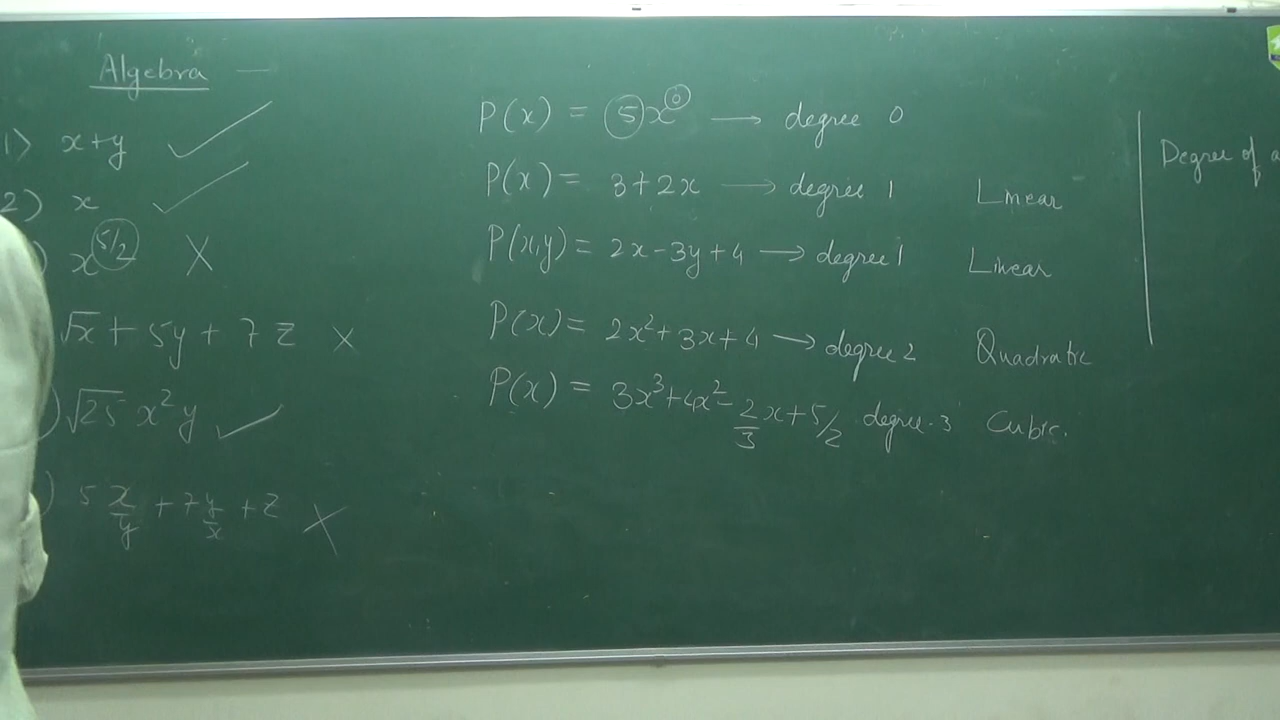 Algebra —
1) x+y ✓
2) x ✓
) x^(5/2) X
√x + 5y + 7z x
) √25 x²y ✓
) 5 x/y + 7 y/x + z X
P(x) = 5x⁰ → degree 0
P(x) = 3+2x → degree 1 Linear
P(x,y) = 2x-3y+4 → degree 1 Linear
P(x) = 2x²+3x+4 → degree 2 Quadratic
P(x) = 3x³+4x²-2/3x+5/2 degree.3 Cubic.
Degree of a